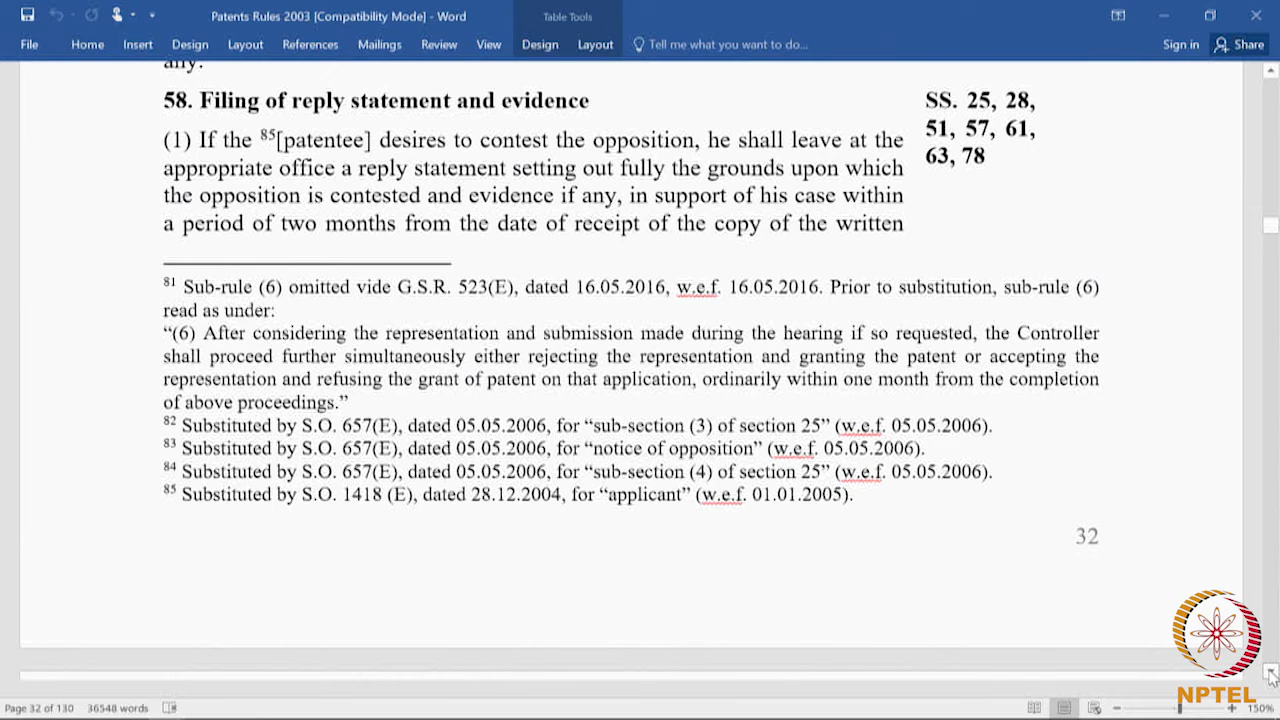 Patents Rules 2003 [Compatibility Mode] - Word
Table Tools
File Home Insert Design Layout References Mailings Review View Design Layout Tell me what you want to do... Sign in Share
any.
58. Filing of reply statement and evidence
SS. 25, 28,
51, 57, 61,
63, 78
(1) If the 85[patentee] desires to contest the opposition, he shall leave at the
appropriate office a reply statement setting out fully the grounds upon which
the opposition is contested and evidence if any, in support of his case within
a period of two months from the date of receipt of the copy of the written
81 Sub-rule (6) omitted vide G.S.R. 523(E), dated 16.05.2016, w.e.f. 16.05.2016. Prior to substitution, sub-rule (6)
read as under:
“(6) After considering the representation and submission made during the hearing if so requested, the Controller
shall proceed further simultaneously either rejecting the representation and granting the patent or accepting the
representation and refusing the grant of patent on that application, ordinarily within one month from the completion
of above proceedings.”
82 Substituted by S.O. 657(E), dated 05.05.2006, for “sub-section (3) of section 25” (w.e.f. 05.05.2006).
83 Substituted by S.O. 657(E), dated 05.05.2006, for “notice of opposition” (w.e.f. 05.05.2006).
84 Substituted by S.O. 657(E), dated 05.05.2006, for “sub-section (4) of section 25” (w.e.f. 05.05.2006).
85 Substituted by S.O. 1418 (E), dated 28.12.2004, for “applicant” (w.e.f. 01.01.2005).
32
NPTEL
Page 32 of 130 36548 words 150%